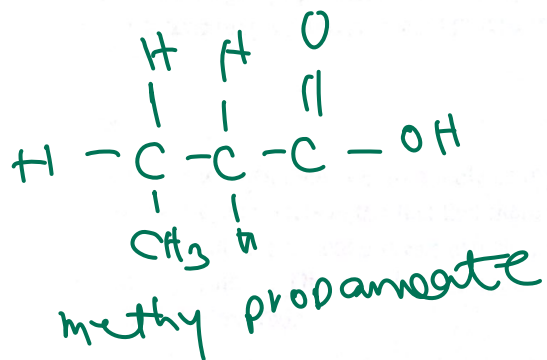 H H O
H - C - C - C - OH
CH3 H
methy propanoate